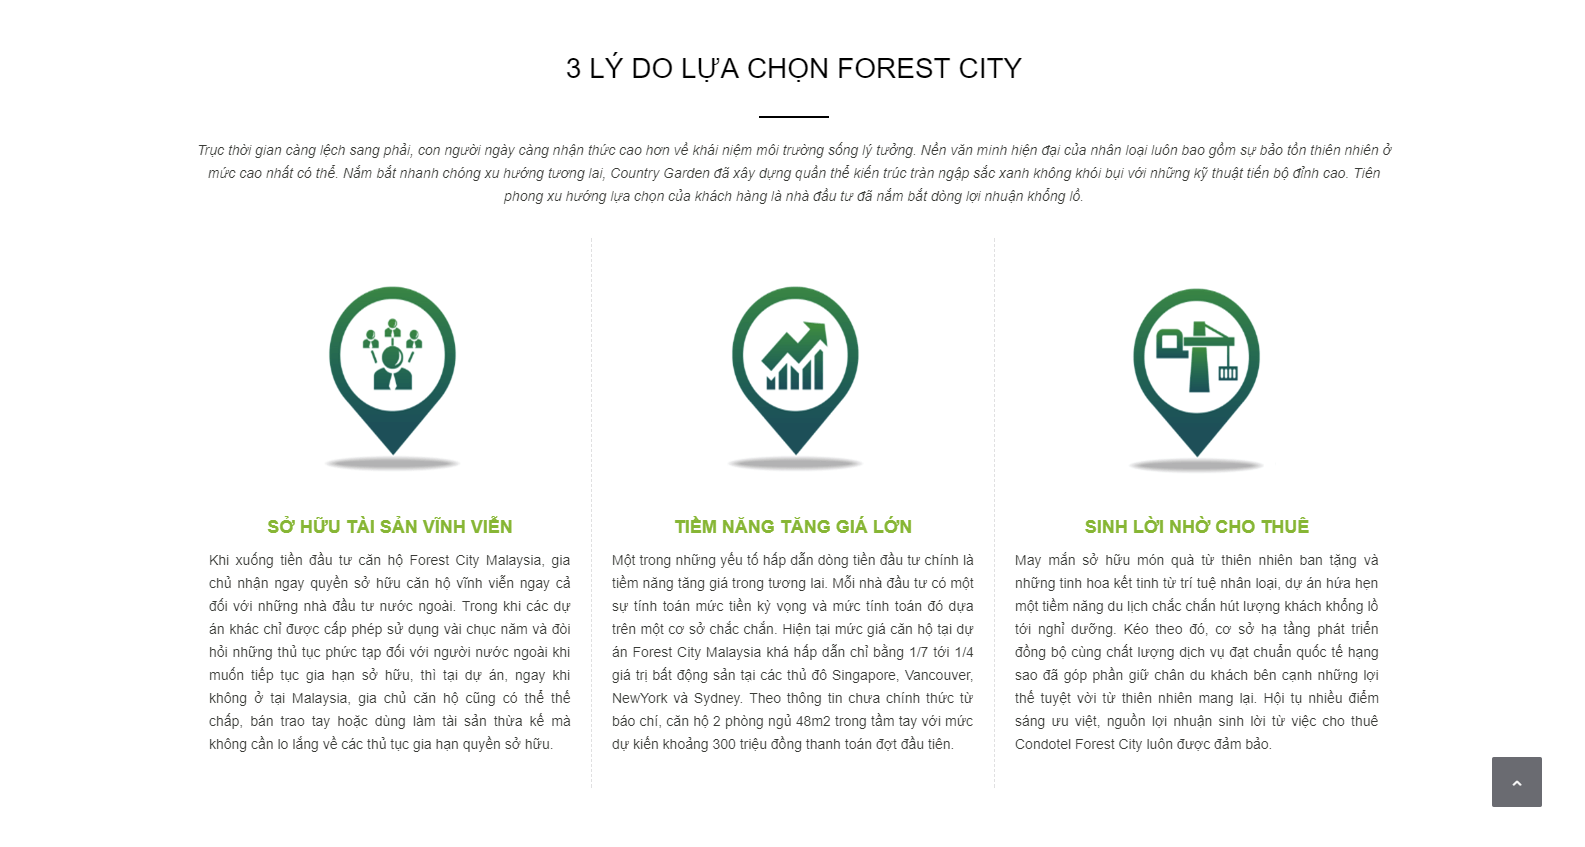 3 LÝ DO LỰA CHỌN FOREST CITY
Trục thời gian càng lệch sang phải, con người ngày càng nhận thức cao hơn về khái niệm môi trường sống lý tưởng. Nền văn minh hiện đại của nhân loại luôn bao gồm sự bảo tồn thiên nhiên ở
mức cao nhất có thể. Nắm bắt nhanh chóng xu hướng tương lai, Country Garden đã xây dựng quần thể kiến trúc tràn ngập sắc xanh không khói bụi với những kỹ thuật tiến bộ đỉnh cao. Tiên
phong xu hướng lựa chọn của khách hàng là nhà đầu tư đã nắm bắt dòng lợi nhuận khổng lồ.
SỞ HỮU TÀI SẢN VĨNH VIỄN
Khi xuống tiền đầu tư căn hộ Forest City Malaysia, gia
chủ nhận ngay quyền sở hữu căn hộ vĩnh viễn ngay cả
đối với những nhà đầu tư nước ngoài. Trong khi các dự
án khác chỉ được cấp phép sử dụng vài chục năm và đòi
hỏi những thủ tục phức tạp đối với người nước ngoài khi
muốn tiếp tục gia hạn sở hữu, thì tại dự án, ngay khi
không ở tại Malaysia, gia chủ căn hộ cũng có thể thế
chấp, bán trao tay hoặc dùng làm tài sản thừa kế mà
không cần lo lắng về các thủ tục gia hạn quyền sở hữu.
TIỀM NĂNG TĂNG GIÁ LỚN
Một trong những yếu tố hấp dẫn dòng tiền đầu tư chính là
tiềm năng tăng giá trong tương lai. Mỗi nhà đầu tư có một
sự tính toán mức tiền kỳ vọng và mức tính toán đó dựa
trên một cơ sở chắc chắn. Hiện tại mức giá căn hộ tại dự
án Forest City Malaysia khá hấp dẫn chỉ bằng 1/7 tới 1/4
giá trị bất động sản tại các thủ đô Singapore, Vancouver,
NewYork và Sydney. Theo thông tin chưa chính thức từ
báo chí, căn hộ 2 phòng ngủ 48m2 trong tầm tay với mức
dự kiến khoảng 300 triệu đồng thanh toán đợt đầu tiên.
SINH LỜI NHỜ CHO THUÊ
May mắn sở hữu món quà từ thiên nhiên ban tặng và
những tinh hoa kết tinh từ trí tuệ nhân loại, dự án hứa hẹn
một tiềm năng du lịch chắc chắn hút lượng khách khổng lồ
tới nghỉ dưỡng. Kéo theo đó, cơ sở hạ tầng phát triển
đồng bộ cùng chất lượng dịch vụ đạt chuẩn quốc tế hạng
sao đã góp phần giữ chân du khách bên cạnh những lợi
thế tuyệt vời từ thiên nhiên mang lại. Hội tụ nhiều điểm
sáng ưu việt, nguồn lợi nhuận sinh lời từ việc cho thuê
Condotel Forest City luôn được đảm bảo.